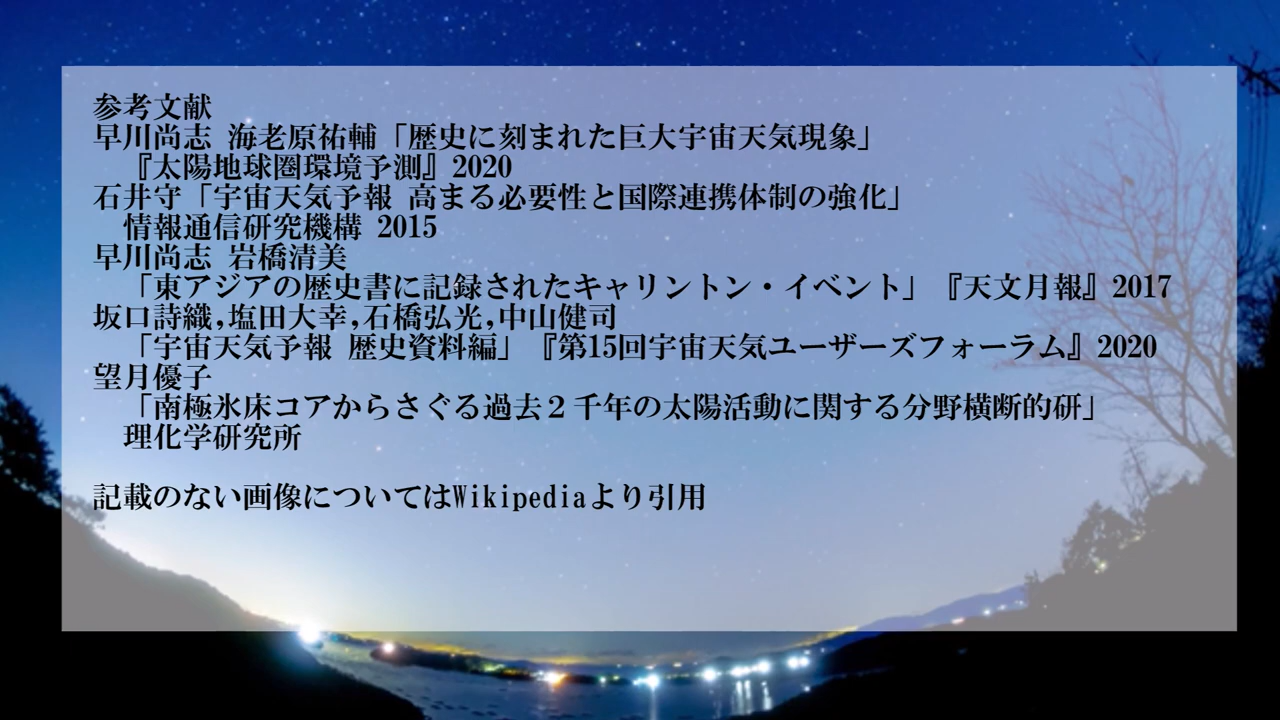 参考文献
早川尚志 海老原祐輔「歴史に刻まれた巨大宇宙天気現象」
『太陽地球圏環境予測』2020
石井守「宇宙天気予報 高まる必要性と国際連携体制の強化」
情報通信研究機構 2015
早川尚志 岩橋清美
「東アジアの歴史書に記録されたキャリントン・イベント」『天文月報』2017
坂口詩織,塩田大幸,石橋弘光,中山健司
「宇宙天気予報 歴史資料編」『第15回宇宙天気ユーザーズフォーラム』2020
望月優子
「南極氷床コアからさぐる過去２千年の太陽活動に関する分野横断的研」
理化学研究所
記載のない画像についてはWikipediaより引用